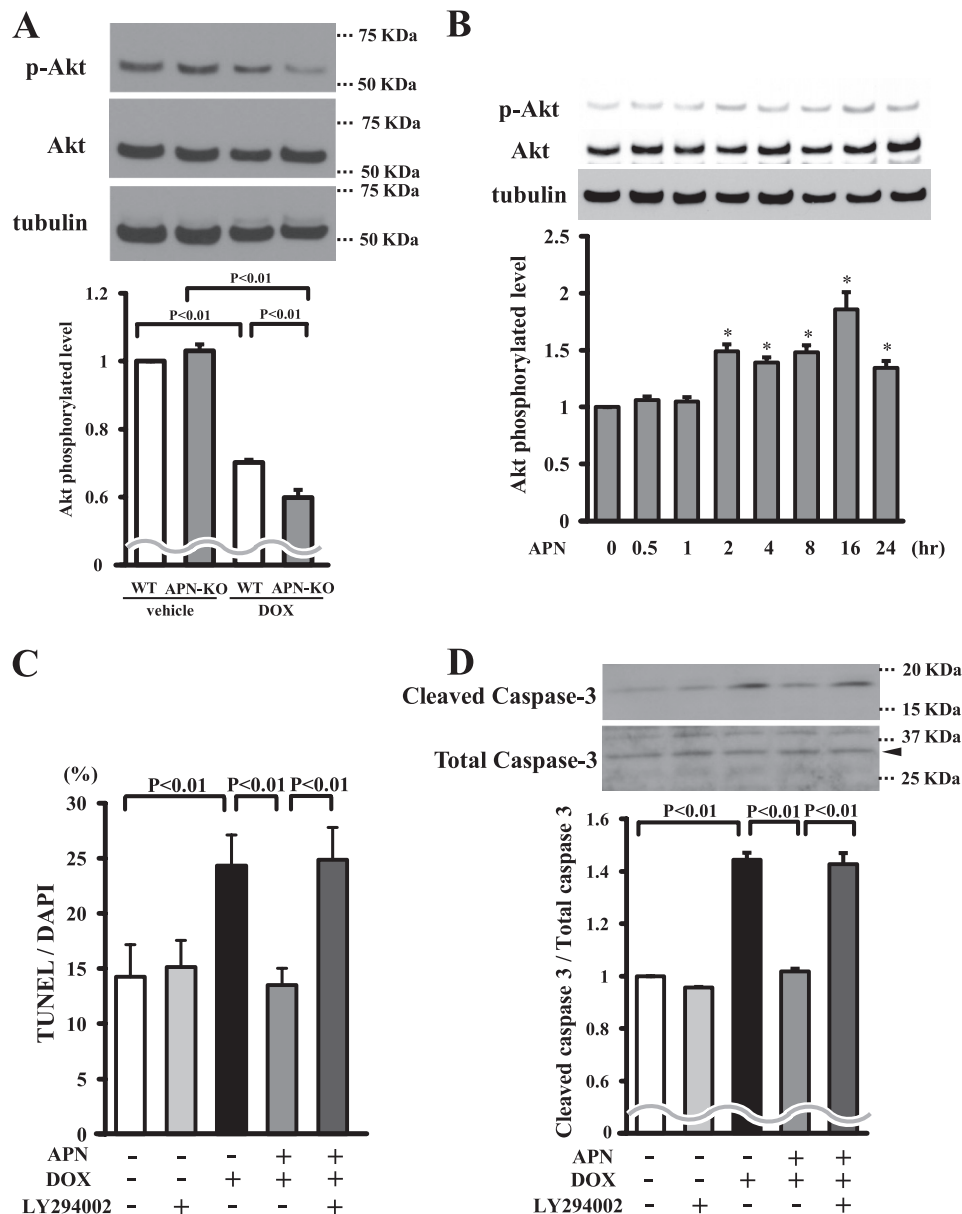 A
75 KDa
p-Akt
50 KDa
75 KDa
Akt
50 KDa
75 KDa
tubulin
50 KDa
P<0.01
P<0.01 P<0.01
Akt phosphorylated level
1.2
1
0.8
0.6
0
WT APN-KO WT APN-KO
vehicle DOX
B
p-Akt
Akt
tubulin
Akt phosphorylated level
2.5
2
1.5
1
0.5
0
* * * * *
APN 0 0.5 1 2 4 8 16 24 (hr)
C
(%)
P<0.01 P<0.01 P<0.01
TUNEL / DAPI
30
25
20
15
10
5
0
APN - - - + +
DOX - - + + +
LY294002 - + - - +
D
20 KDa
Cleaved Caspase-3
15 KDa
37 KDa
Total Caspase-3
25 KDa
P<0.01 P<0.01 P<0.01
Cleaved caspase 3 / Total caspase 3
1.6
1.4
1.2
1
0.8
0.6
0
APN - - - + +
DOX - - + + +
LY294002 - + - - +